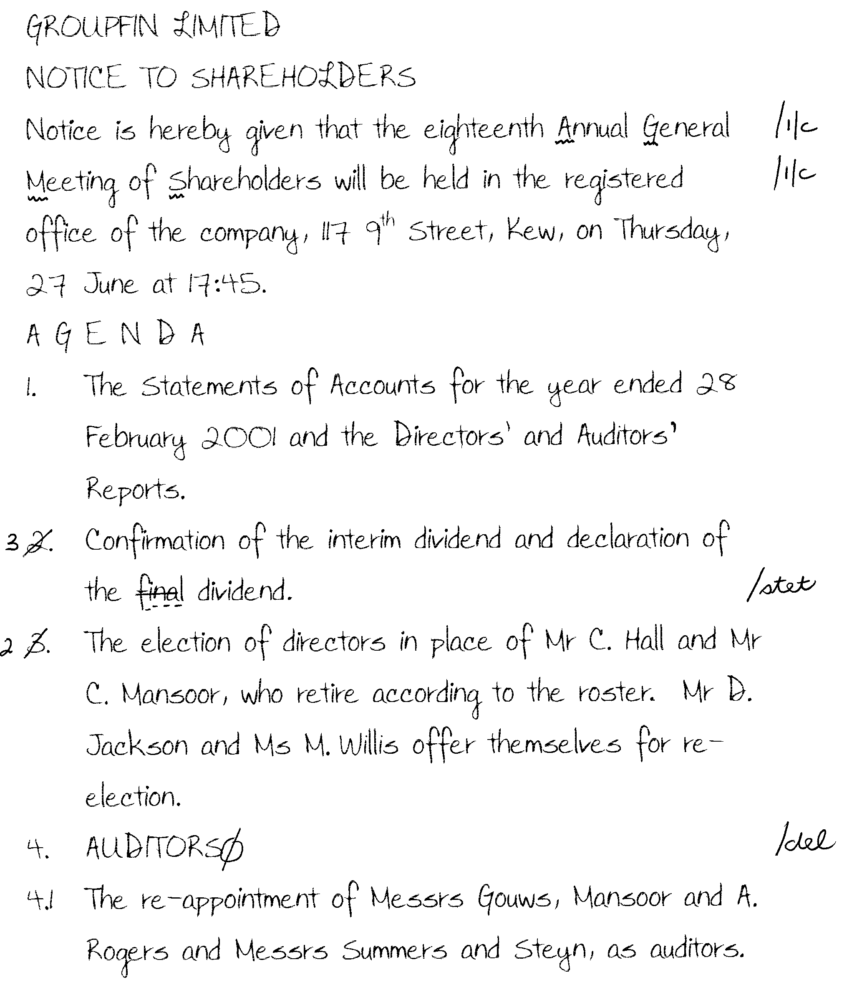 GROUPFIN LIMITED
NOTICE TO SHAREHOLDERS
Notice is hereby given that the eighteenth Annual General /l/c
Meeting of Shareholders will be held in the registered /l/c
office of the company, 117 9th Street, Kew, on Thursday,
27 June at 17:45.
A G E N D A
1. The Statements of Accounts for the year ended 28
February 2001 and the Directors' and Auditors'
Reports.
3 2. Confirmation of the interim dividend and declaration of
the final dividend. /stet
2 3. The election of directors in place of Mr C. Hall and Mr
C. Mansoor, who retire according to the roster. Mr D.
Jackson and Ms M. Willis offer themselves for re-
election.
4. AUDITORS /del
4.1 The re-appointment of Messrs Gouws, Mansoor and A.
Rogers and Messrs Summers and Steyn, as auditors.